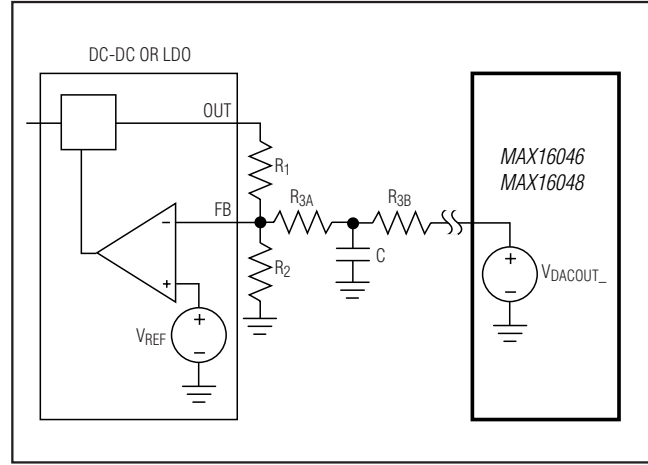 DC-DC OR LDO
OUT
R1
MAX16046
MAX16048
R3A
R3B
FB
−
R2
C
+
VDACOUT_
−
+
VREF
+
−